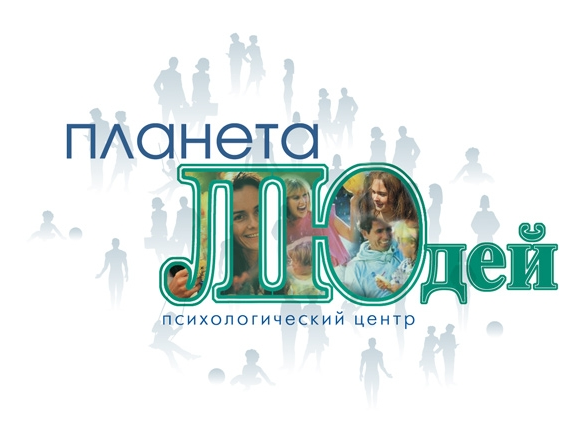 планета
ЛЮдей
психологический центр